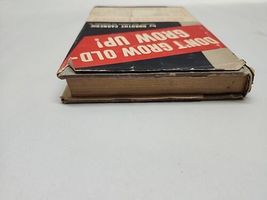 DON'T GROW OLD-
GROW UP!
by DOROTHY CARNEGIE